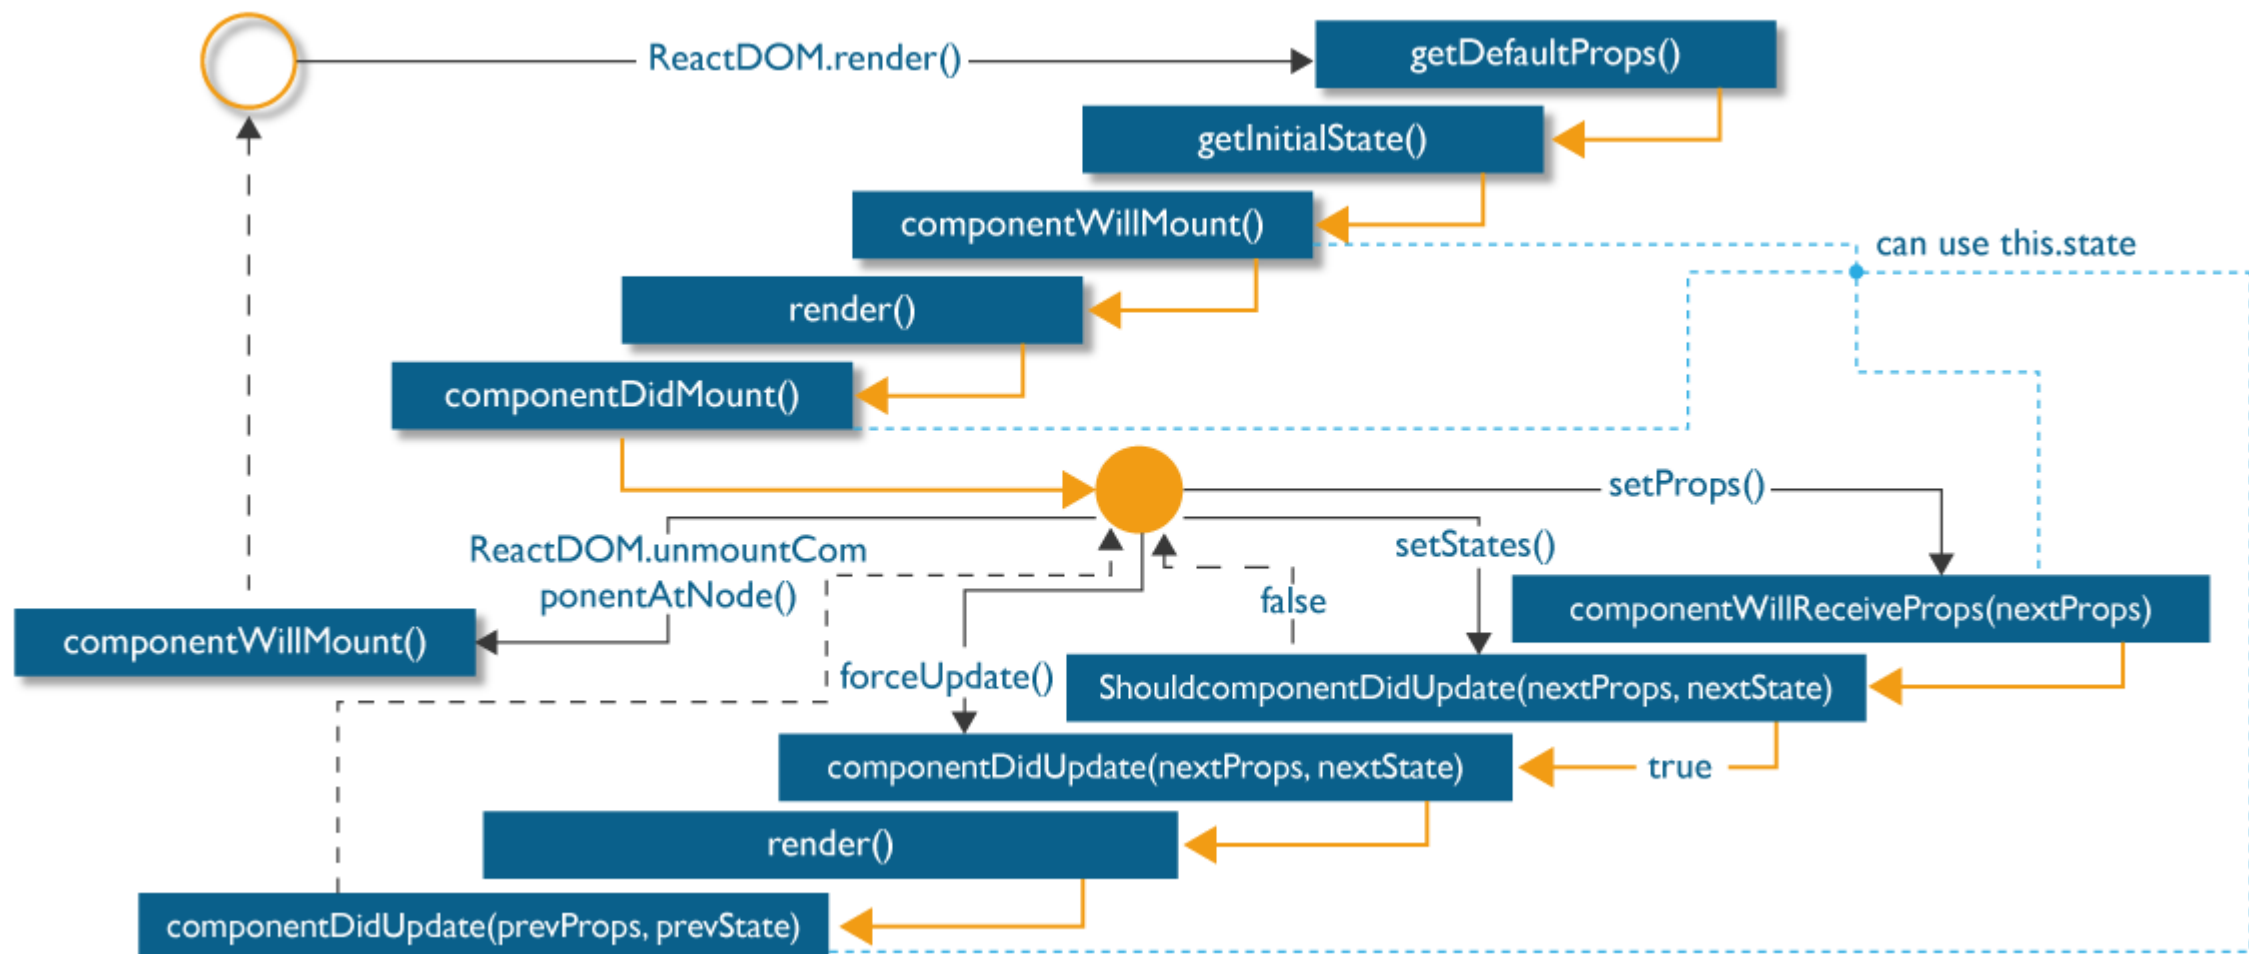 ReactDOM.render()
getDefaultProps()
getInitialState()
componentWillMount()
can use this.state
render()
componentDidMount()
setProps()
ReactDOM.unmountCom
ponentAtNode()
setStates()
false
componentWillReceiveProps(nextProps)
componentWillMount()
forceUpdate()
ShouldcomponentDidUpdate(nextProps, nextState)
componentDidUpdate(nextProps, nextState)
true
render()
componentDidUpdate(prevProps, prevState)